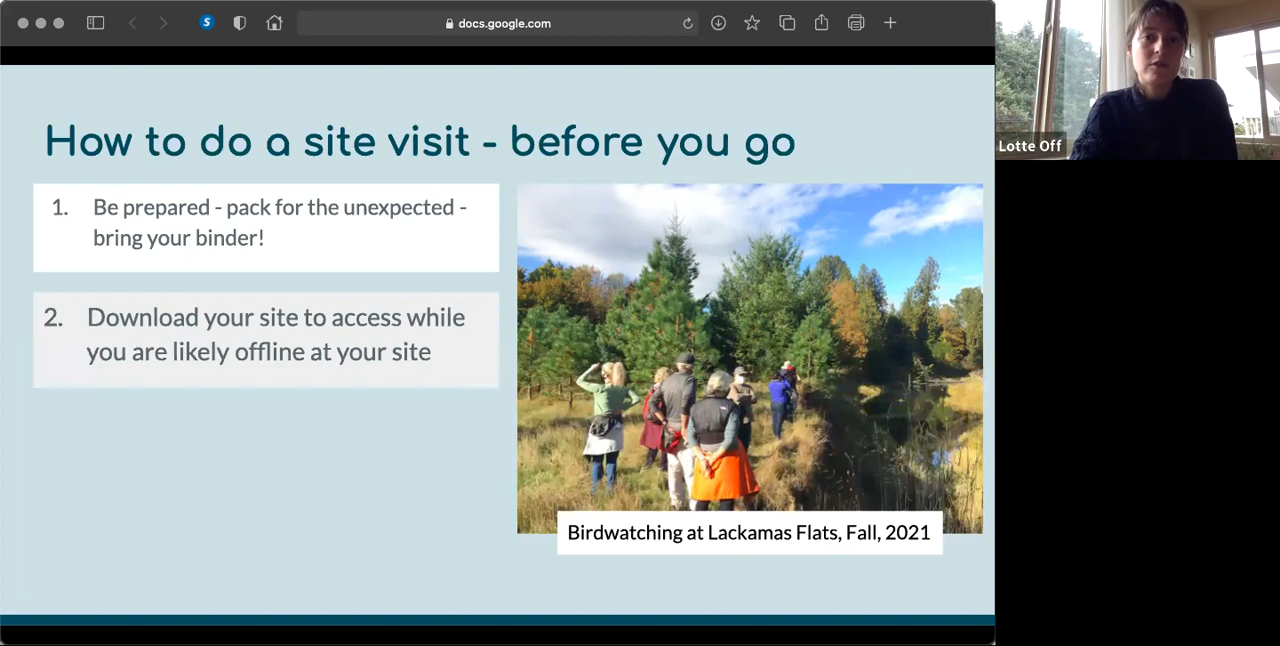 docs.google.com
How to do a site visit - before you go
1. Be prepared - pack for the unexpected -
bring your binder!
2. Download your site to access while
you are likely offline at your site
Birdwatching at Lackamas Flats, Fall, 2021
Lotte Off
S